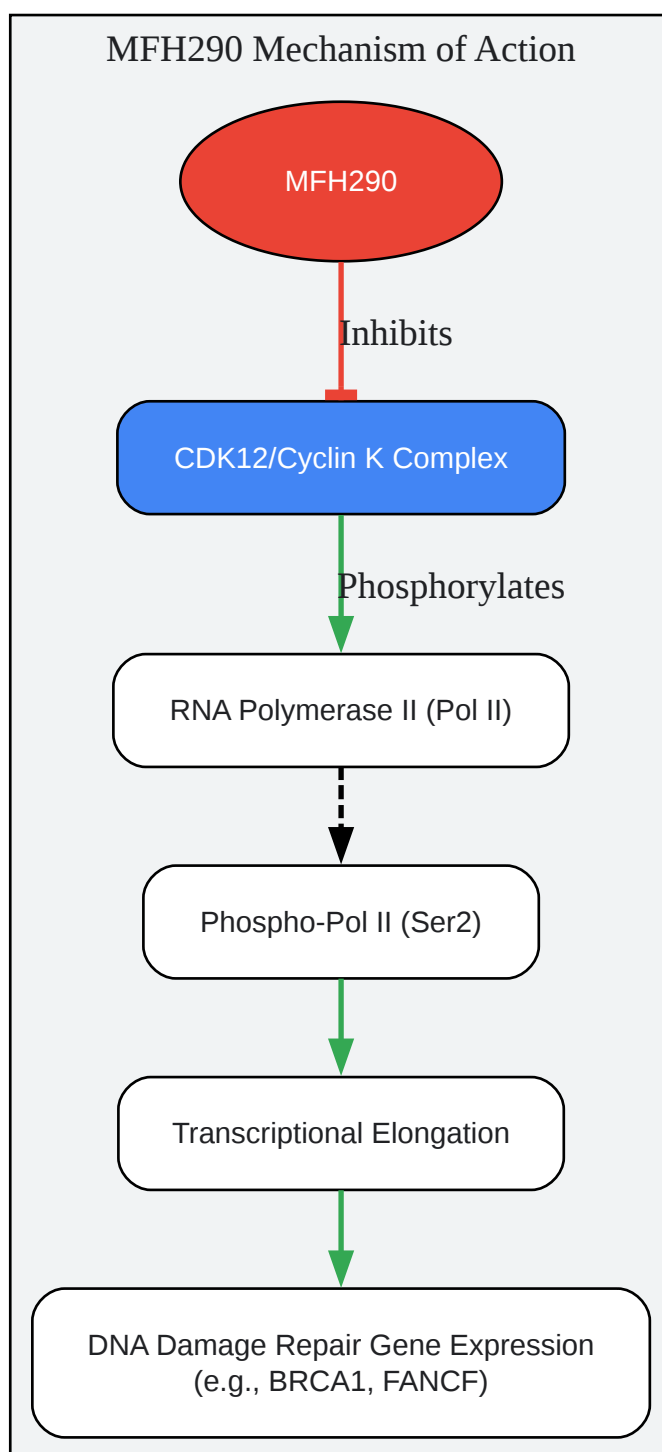 MFH290 Mechanism of Action
MFH290
Inhibits
CDK12/Cyclin K Complex
Phosphorylates
RNA Polymerase II (Pol II)
Phospho-Pol II (Ser2)
Transcriptional Elongation
DNA Damage Repair Gene Expression
(e.g., BRCA1, FANCF)